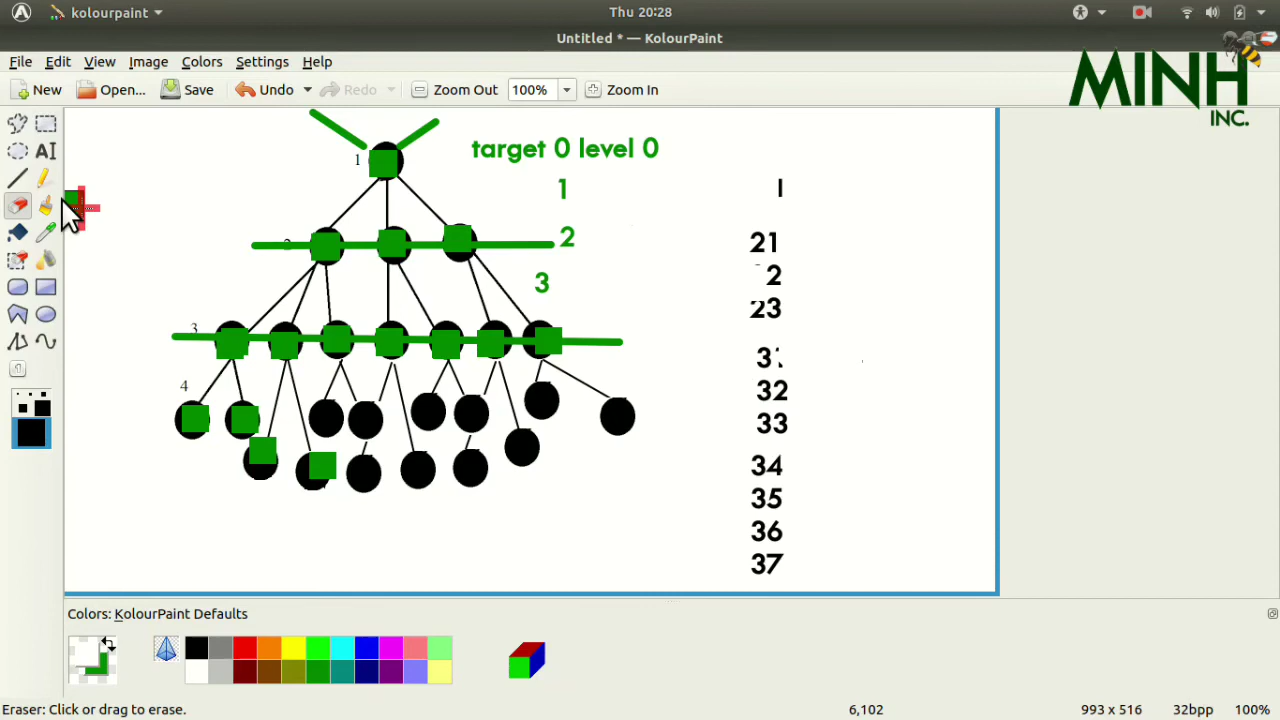 kolourpaint
Thu 20:28
Untitled * — KolourPaint
File Edit View Image Colors Settings Help
New Open... Save Undo Redo Zoom Out 100% Zoom In
MINH
INC.
1
target 0 level 0
1
2
2
3
3
4
21
2
23
3
32
33
34
35
36
37
Colors: KolourPaint Defaults
Eraser: Click or drag to erase.
6,102
993 x 516
32bpp
100%